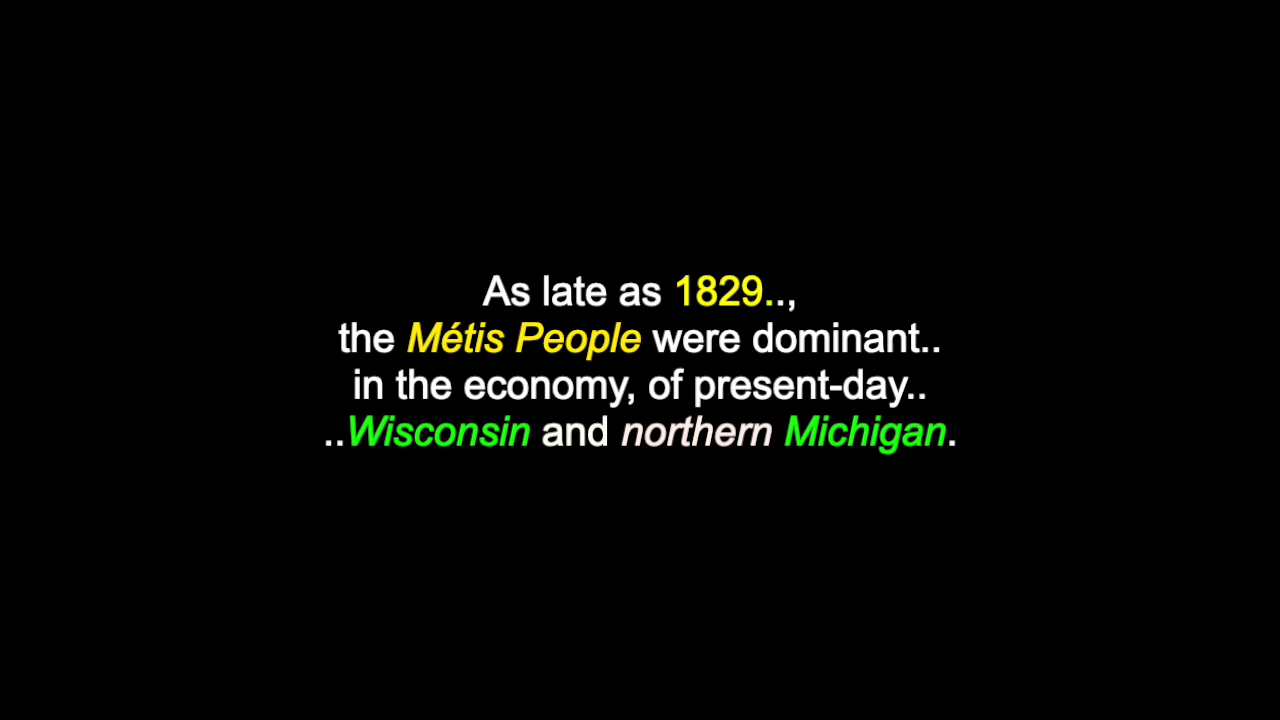 As late as 1829..,
the Métis People were dominant..
in the economy, of present-day..
..Wisconsin and northern Michigan.